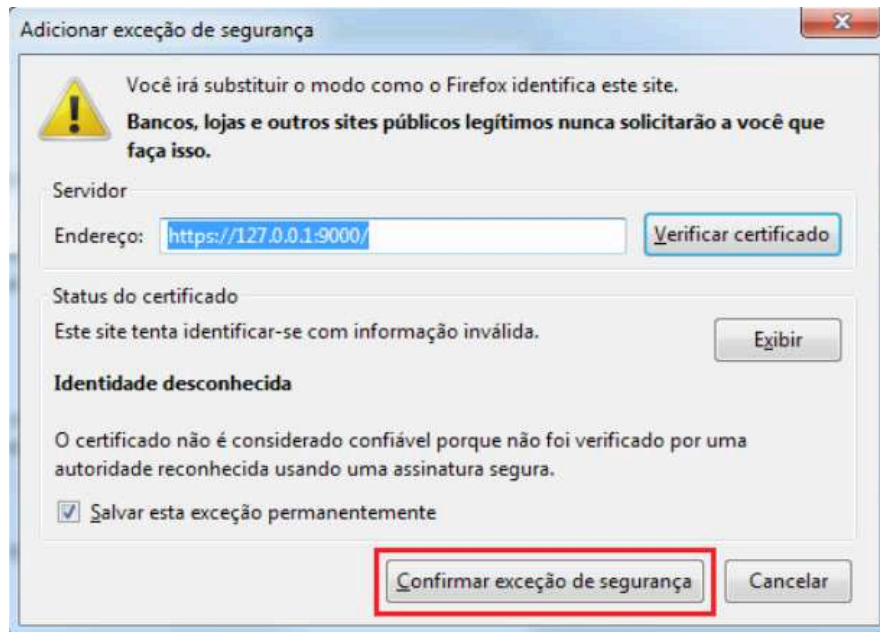 Adicionar exceção de segurança
Você irá substituir o modo como o Firefox identifica este site.
Bancos, lojas e outros sites públicos legítimos nunca solicitarão a você que
faça isso.
Servidor
Endereço: https://127.0.0.1:9000/ Verificar certificado
Status do certificado
Este site tenta identificar-se com informação inválida.
Exibir
Identidade desconhecida
O certificado não é considerado confiável porque não foi verificado por uma
autoridade reconhecida usando uma assinatura segura.
Salvar esta exceção permanentemente
Confirmar exceção de segurança Cancelar